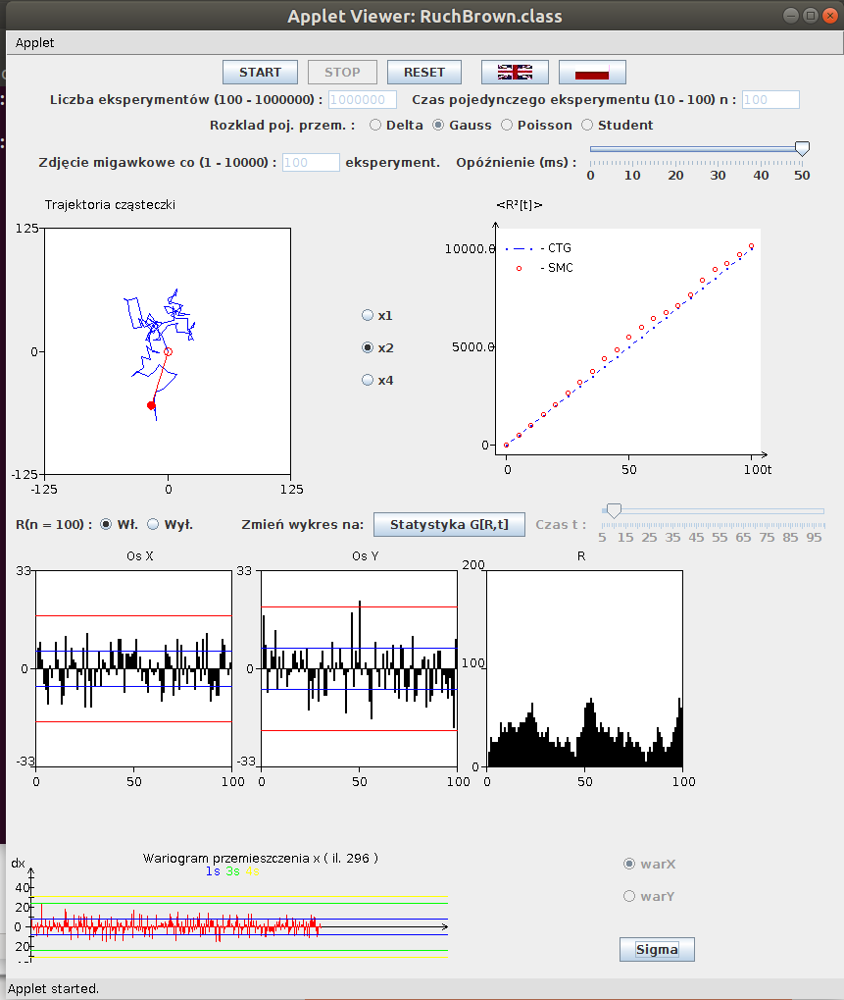 Applet Viewer: RuchBrown.class
Applet
START STOP RESET
Liczba eksperymentów (100 - 1000000) : 1000000 Czas pojedynczego eksperymentu (10 - 100) n : 100
Rozklad poj. przem. : Delta Gauss Poisson Student
Zdjęcie migawkowe co (1 - 10000) : 100 eksperyment. Opóźnienie (ms) :
0 10 20 30 40 50
Trajektoria cząsteczki <R²[t]>
125
0
-125
-125 0 125
x1
x2
x4
10000.0
5000.0
0
- CTG
- SMC
0 50 100t
R(n = 100) : Wł. Wył. Zmień wykres na: Statystyka G[R,t] Czas t :
5 15 25 35 45 55 65 75 85 95
Os X Os Y R
33 33 200
0 0 100
-33 -33 0
0 50 100 0 50 100 0 50 100
Wariogram przemieszczenia x ( il. 296 )
1s 3s 4s
dx
40
20
0
20
40
warX
warY
Sigma
Applet started.